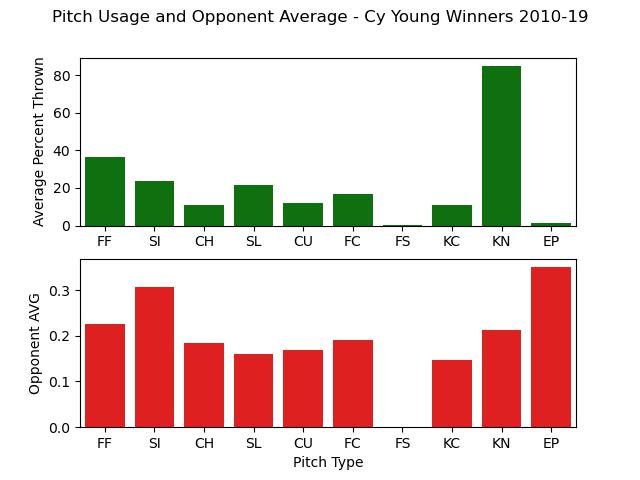 Pitch Usage and Opponent Average - Cy Young Winners 2010-19
Average Percent Thrown
80
60
40
20
0
FF SI CH SL CU FC FS KC KN EP
Opponent AVG
0.3
0.2
0.1
0.0
FF SI CH SL CU FC FS KC KN EP
Pitch Type